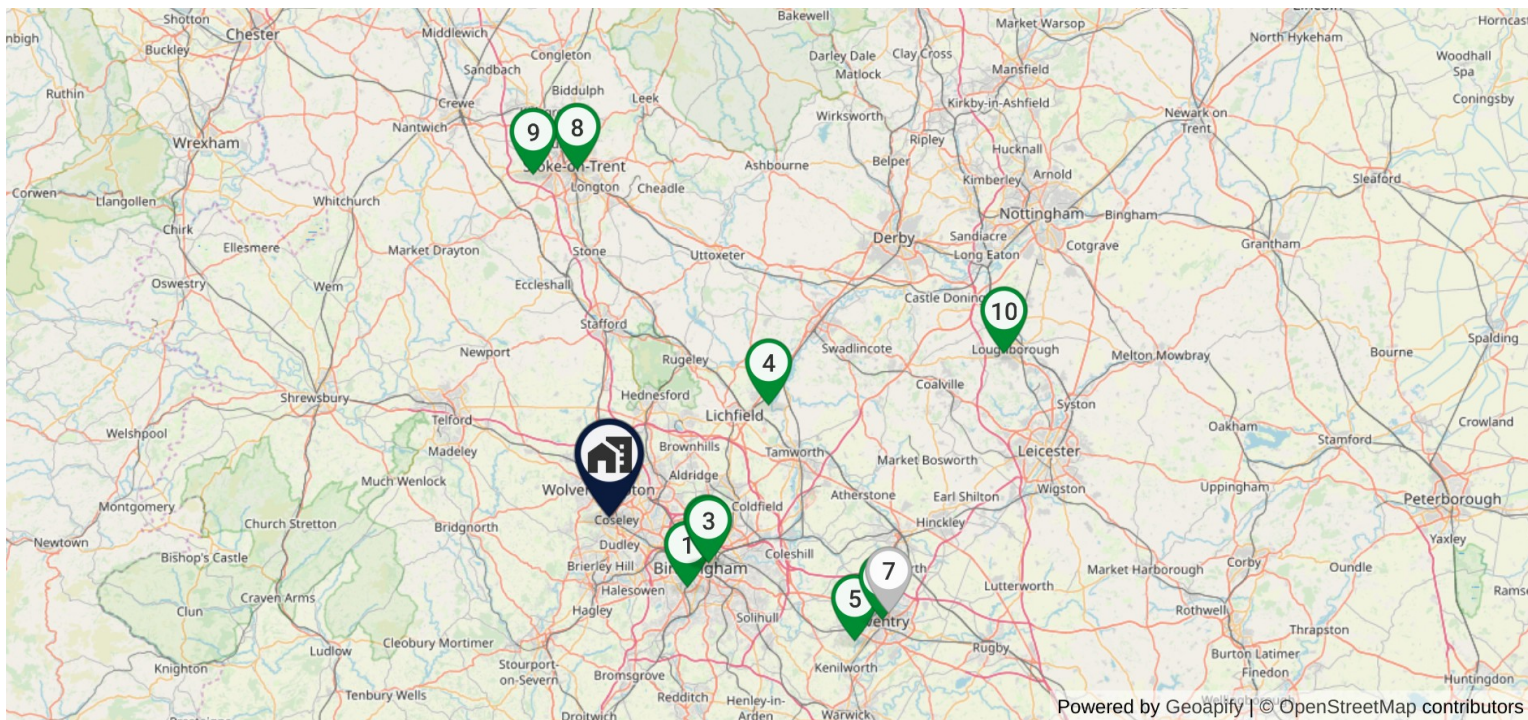 Shotton
Chester
Middlewich
Bakewell
Market Warsop
North Hykeham
Buckley
Congleton
Darley Dale
Clay Cross
Sandbach
Matlock
Mansfield
Woodhall
Spa
Ruthin
Crewe
Biddulph
Leek
Kirkby-in-Ashfield
Coningsby
Nantwich
Wirksworth
Newark on
Trent
9
8
Ripley
Wrexham
Hucknall
Stoke-on-Trent
Ashbourne
Belper
Kimberley
Arnold
Sleaford
Corwen
Llangollen
Whitchurch
Longton
Cheadle
Nottingham
Bingham
Chirk
Derby
Sandiacre
Ellesmere
Market Drayton
Stone
Uttoxeter
Long Eaton
Cotgrave
Grantham
Oswestry
Wem
Eccleshall
Castle Donin
10
Stafford
Spalding
Newport
Rugeley
4
Swadlincote
Loughborough
Melton Mowbray
Bourne
Shrewsbury
Hednesford
Coalville
Syston
Telford
Lichfield
Crowland
Welshpool
Oakham
Stamford
Madeley
Brownhills
Tamworth
Market Bosworth
Leicester
Much Wenlock
Aldridge
Wigston
Uppingham
Peterborough
Montgomery
Atherstone
Earl Shilton
Church Stretton
Bridgnorth
Coseley
3
Coldfield
Hinckley
Newtown
Bishop's Castle
Dudley
1
Coleshill
Yaxley
Brierley Hill
Birmingham
7
Market Harborough
Corby
Oundle
Clun
Craven Arms
Halesowen
5
Lutterworth
Hagley
Solihull
Rothwell
Cleobury Mortimer
Thrapston
Ludlow
Rugby
Burton Latimer
Knighton
Stourport-
on-Severn
Bromsgrove
Kenilworth
Finedon
Huntingdon
Tenbury Wells
Redditch
Henley-in-
Arden
Droitwich
Warwick
Powered by Geoapify | © OpenStreetMap contributors